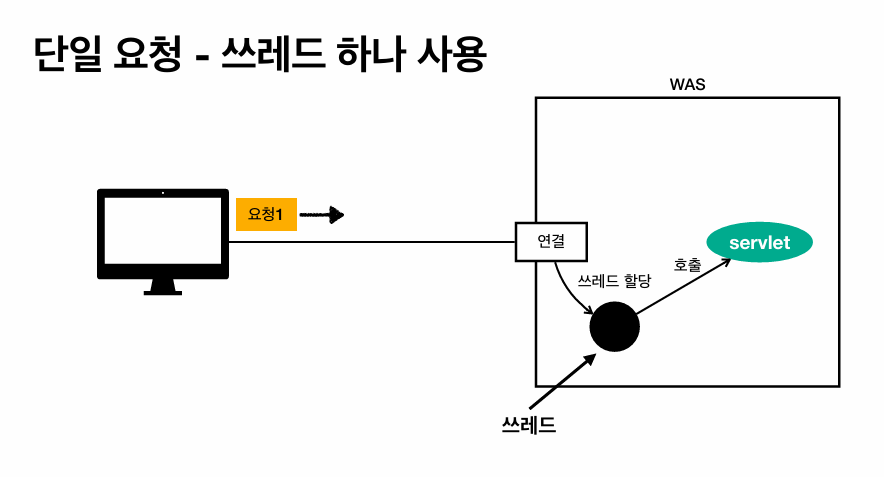 단일 요청 - 쓰레드 하나 사용
WAS
요청1
연결
servlet
호출
쓰레드 할당
쓰레드